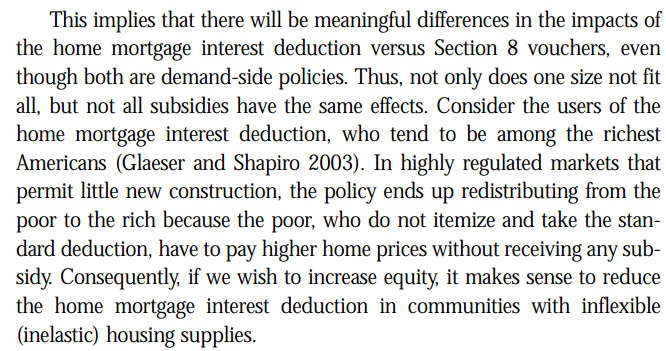 This implies that there will be meaningful differences in the impacts of
the home mortgage interest deduction versus Section 8 vouchers, even
though both are demand-side policies. Thus, not only does one size not fit
all, but not all subsidies have the same effects. Consider the users of the
home mortgage interest deduction, who tend to be among the richest
Americans (Glaeser and Shapiro 2003). In highly regulated markets that
permit little new construction, the policy ends up redistributing from the
poor to the rich because the poor, who do not itemize and take the stan-
dard deduction, have to pay higher home prices without receiving any sub-
sidy. Consequently, if we wish to increase equity, it makes sense to reduce
the home mortgage interest deduction in communities with inflexible
(inelastic) housing supplies.